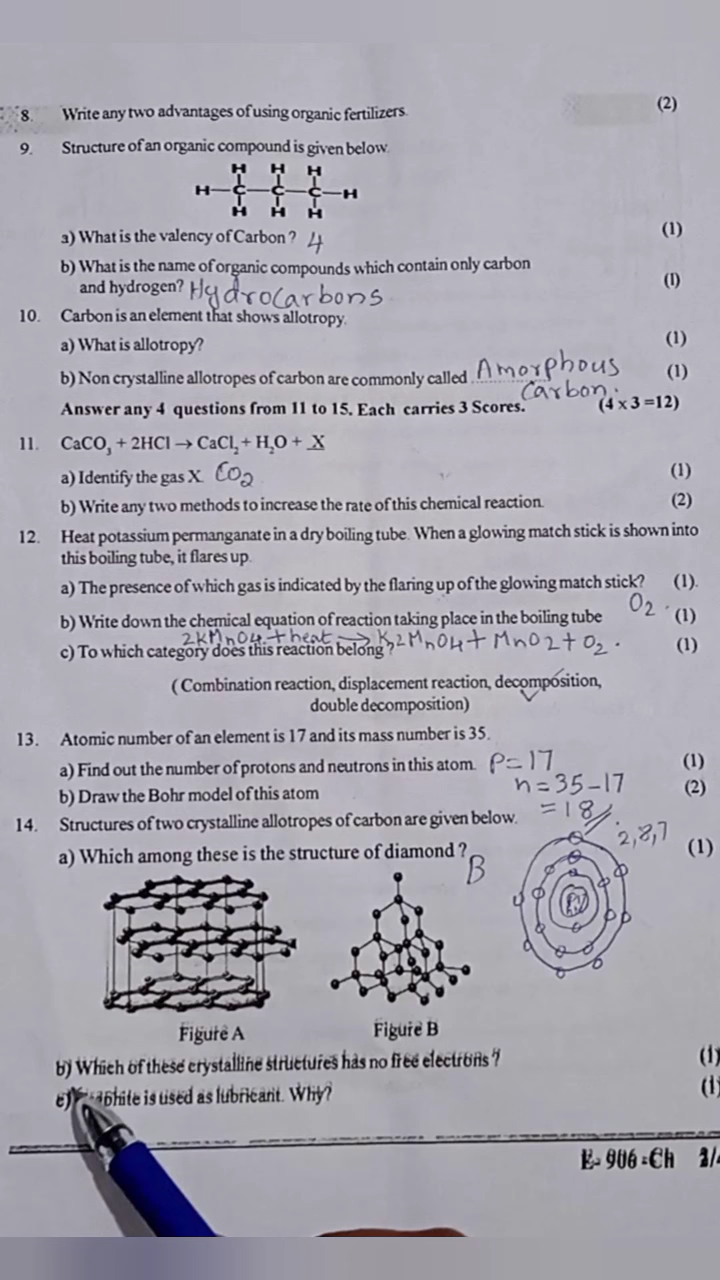 8. Write any two advantages of using organic fertilizers. (2)
9. Structure of an organic compound is given below.
H H H
H—C—C—C—H
H H H
a) What is the valency of Carbon? 4 (1)
b) What is the name of organic compounds which contain only carbon
and hydrogen? Hydrocarbons (1)
10. Carbon is an element that shows allotropy.
a) What is allotropy? (1)
b) Non crystalline allotropes of carbon are commonly called Amorphous (1)
Carbon.
Answer any 4 questions from 11 to 15. Each carries 3 Scores. (4 x 3 =12)
11. CaCO₃ + 2HCl → CaCl₂ + H₂O + X
a) Identify the gas X. CO2 (1)
b) Write any two methods to increase the rate of this chemical reaction. (2)
12. Heat potassium permanganate in a dry boiling tube. When a glowing match stick is shown into
this boiling tube, it flares up.
a) The presence of which gas is indicated by the flaring up of the glowing match stick? (1).
O2.
b) Write down the chemical equation of reaction taking place in the boiling tube (1)
2KMnO4 + heat → K2MnO4 + MnO2 + O2.
c) To which category does this reaction belong? (1)
(Combination reaction, displacement reaction, decomposition,
double decomposition)
13. Atomic number of an element is 17 and its mass number is 35.
a) Find out the number of protons and neutrons in this atom. P=17 (1)
n=35-17
b) Draw the Bohr model of this atom (2)
=18
14. Structures of two crystalline allotropes of carbon are given below.
2,8,7
a) Which among these is the structure of diamond? B (1)
Figure A Figure B
b) Which of these crystalline structures has no free electrons? (1)
is used as lubricant. Why? (1)
E- 906-Ch